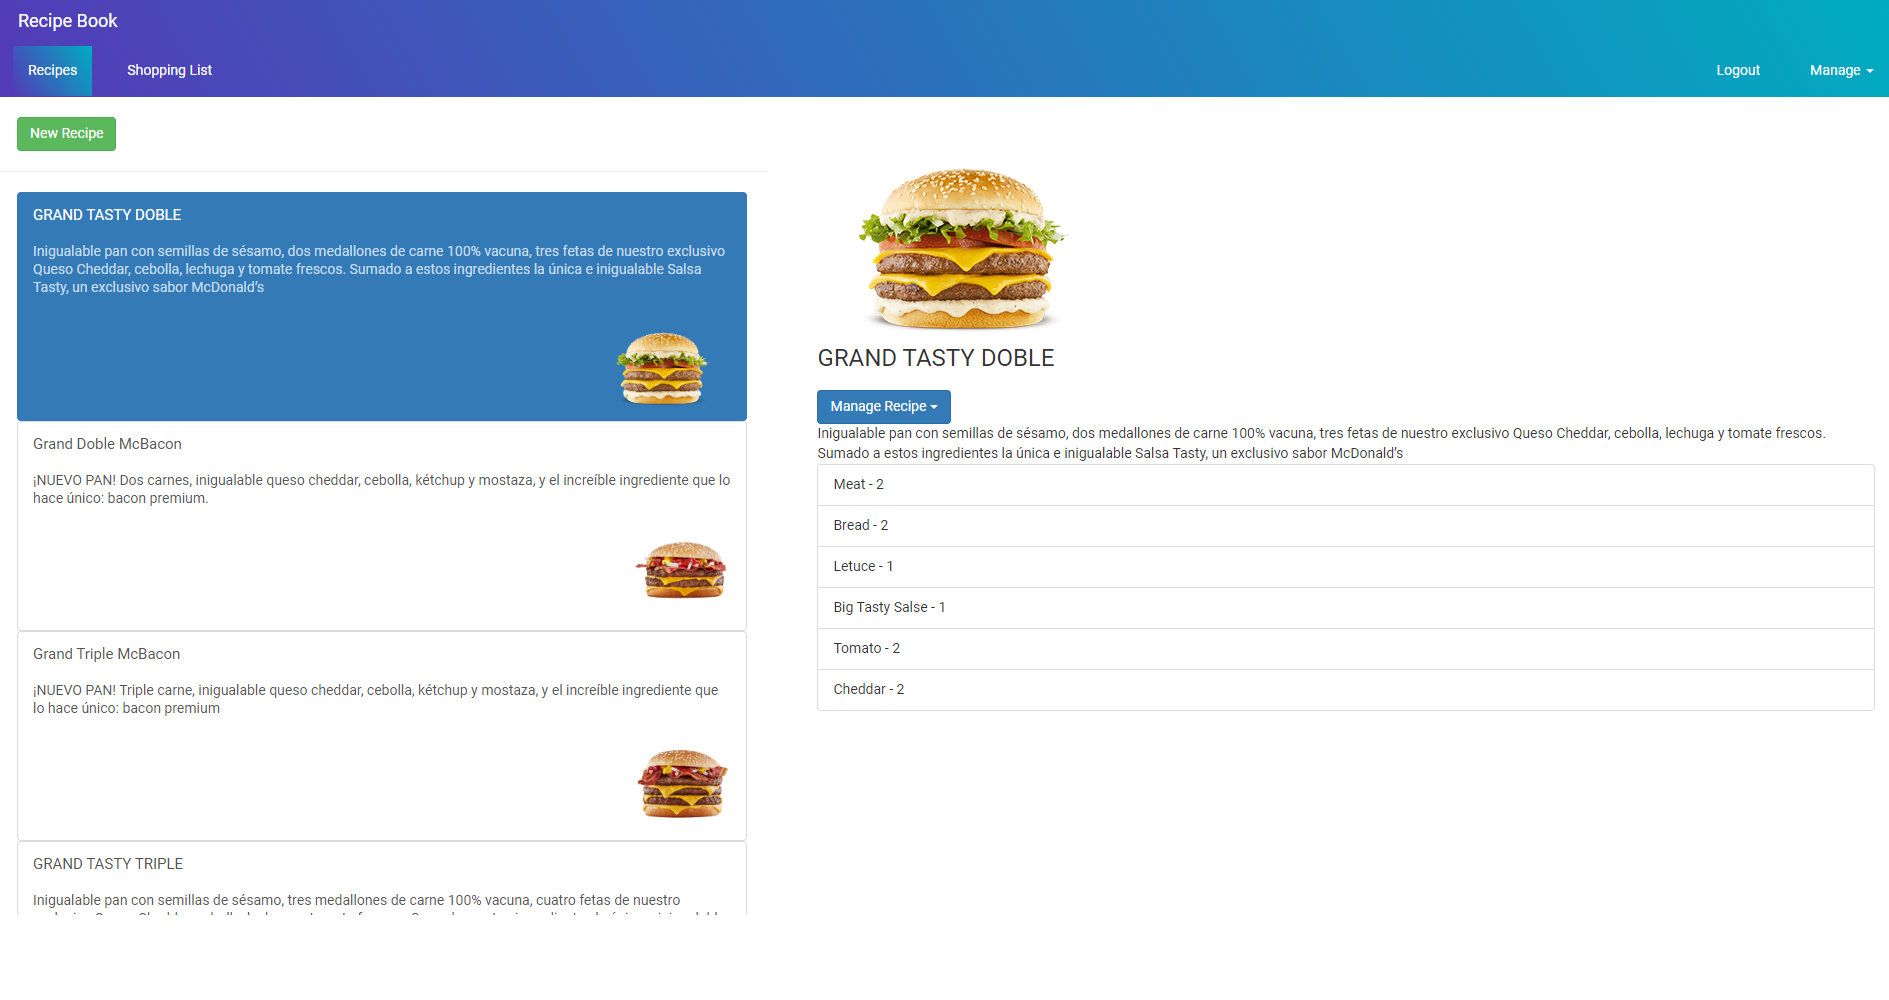 Recipe Book
Recipes
Shopping List
Logout
Manage
New Recipe
GRAND TASTY DOBLE
Inigualable pan con semillas de sésamo, dos medallones de carne 100% vacuna, tres fetas de nuestro exclusivo
Queso Cheddar, cebolla, lechuga y tomate frescos. Sumado a estos ingredientes la única e inigualable Salsa
Tasty, un exclusivo sabor McDonald’s
Grand Doble McBacon
¡NUEVO PAN! Dos carnes, inigualable queso cheddar, cebolla, kétchup y mostaza, y el increíble ingrediente que lo
hace único: bacon premium.
Grand Triple McBacon
¡NUEVO PAN! Triple carne, inigualable queso cheddar, cebolla, kétchup y mostaza, y el increíble ingrediente que
lo hace único: bacon premium
GRAND TASTY TRIPLE
Inigualable pan con semillas de sésamo, tres medallones de carne 100% vacuna, cuatro fetas de nuestro
GRAND TASTY DOBLE
Manage Recipe
Inigualable pan con semillas de sésamo, dos medallones de carne 100% vacuna, tres fetas de nuestro exclusivo Queso Cheddar, cebolla, lechuga y tomate frescos.
Sumado a estos ingredientes la única e inigualable Salsa Tasty, un exclusivo sabor McDonald’s
Meat - 2
Bread - 2
Letuce - 1
Big Tasty Salse - 1
Tomato - 2
Cheddar - 2